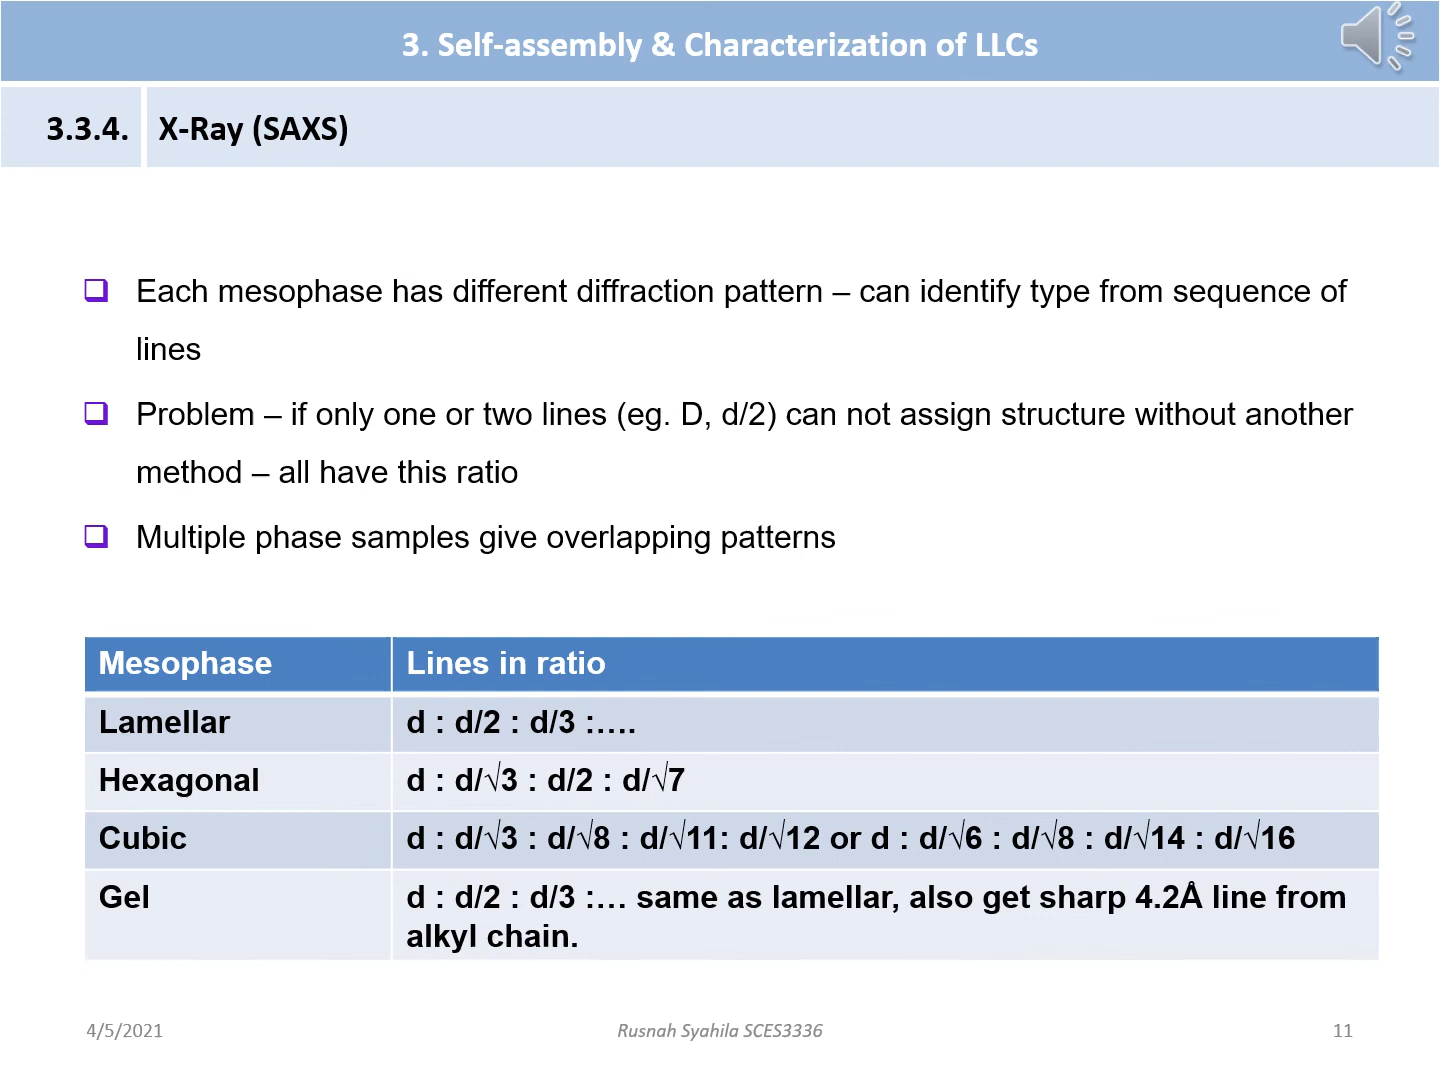 3. Self-assembly & Characterization of LLCs
3.3.4. X-Ray (SAXS)
❑ Each mesophase has different diffraction pattern – can identify type from sequence of
lines
❑ Problem – if only one or two lines (eg. D, d/2) can not assign structure without another
method – all have this ratio
❑ Multiple phase samples give overlapping patterns
Mesophase Lines in ratio
Lamellar d : d/2 : d/3 :….
Hexagonal d : d/√3 : d/2 : d/√7
Cubic d : d/√3 : d/√8 : d/√11: d/√12 or d : d/√6 : d/√8 : d/√14 : d/√16
Gel d : d/2 : d/3 :… same as lamellar, also get sharp 4.2Å line from
alkyl chain.
4/5/2021 Rusnah Syahila SCES3336 11